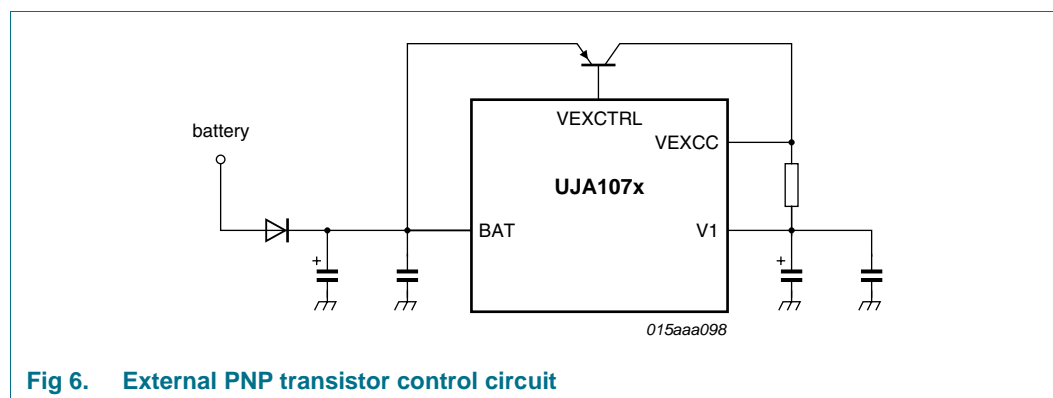 VEXCTRL
battery
VEXCC
UJA107x
BAT
V1
+
+
015aaa098
Fig 6. External PNP transistor control circuit